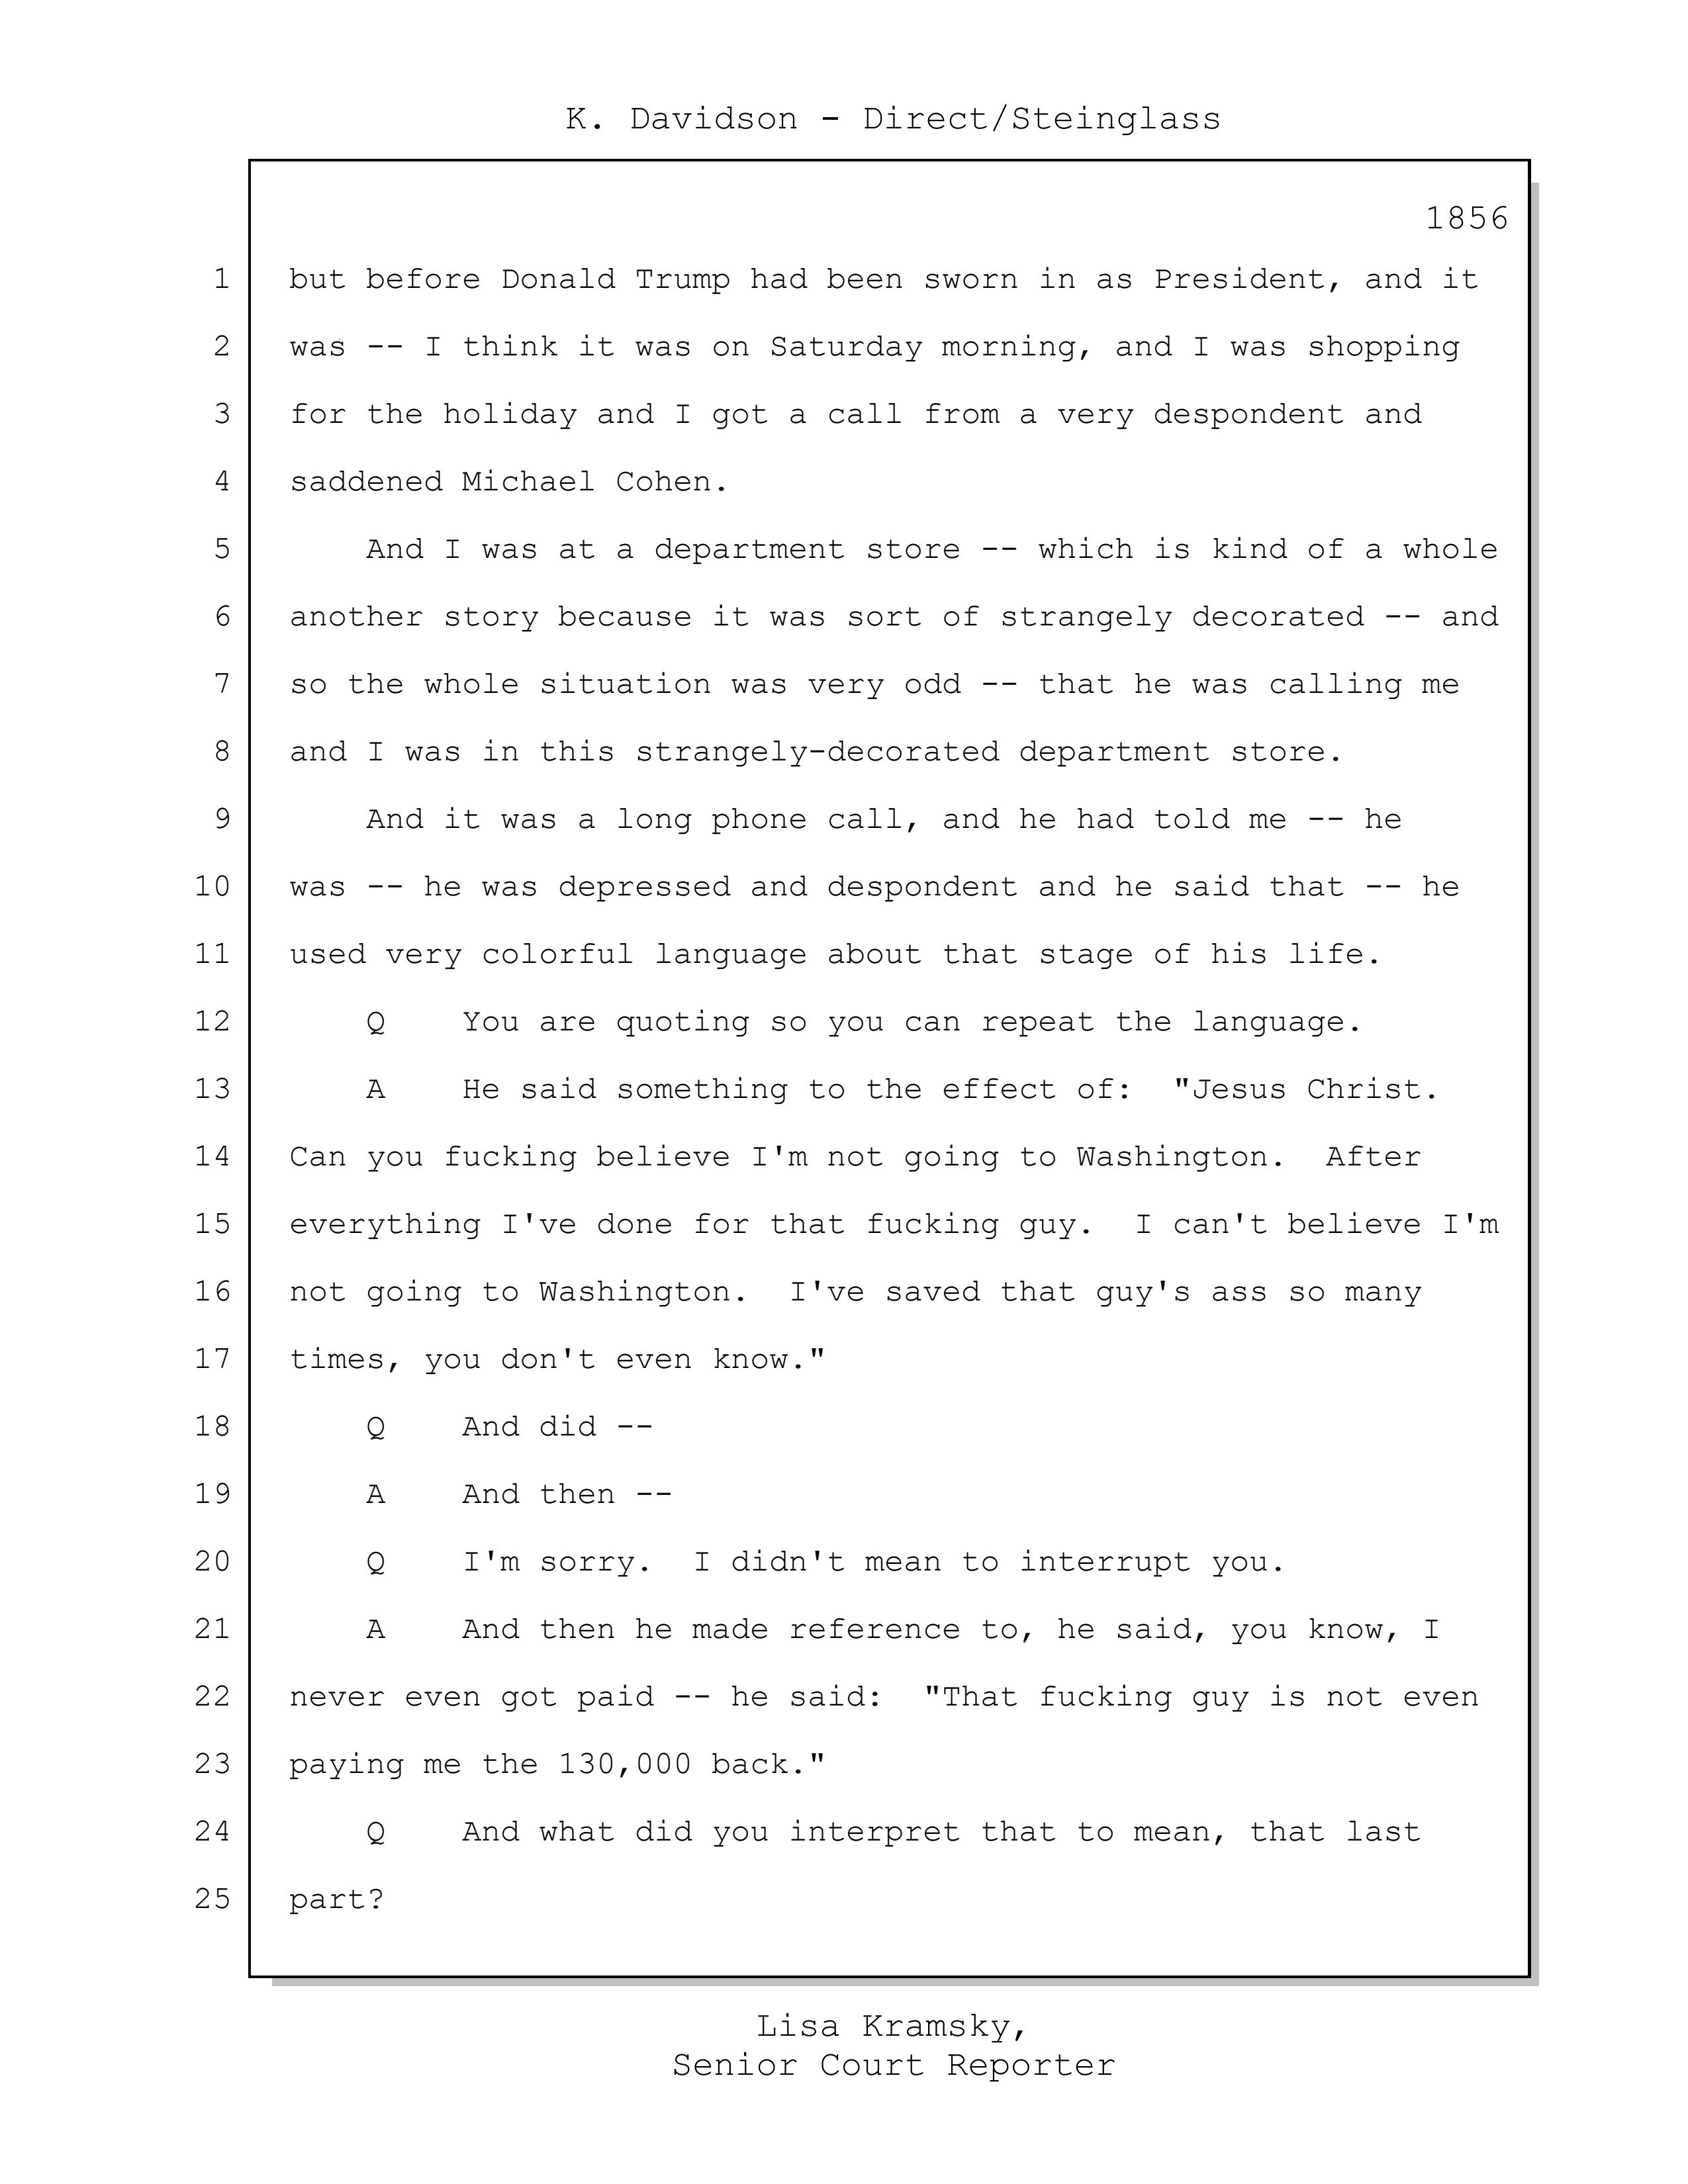 K. Davidson - Direct/Steinglass
1856
1 but before Donald Trump had been sworn in as President, and it
2 was -- I think it was on Saturday morning, and I was shopping
3 for the holiday and I got a call from a very despondent and
4 saddened Michael Cohen.
5 And I was at a department store -- which is kind of a whole
6 another story because it was sort of strangely decorated -- and
7 so the whole situation was very odd -- that he was calling me
8 and I was in this strangely-decorated department store.
9 And it was a long phone call, and he had told me -- he
10 was -- he was depressed and despondent and he said that -- he
11 used very colorful language about that stage of his life.
12 Q You are quoting so you can repeat the language.
13 A He said something to the effect of: "Jesus Christ.
14 Can you fucking believe I'm not going to Washington. After
15 everything I've done for that fucking guy. I can't believe I'm
16 not going to Washington. I've saved that guy's ass so many
17 times, you don't even know."
18 Q And did --
19 A And then --
20 Q I'm sorry. I didn't mean to interrupt you.
21 A And then he made reference to, he said, you know, I
22 never even got paid -- he said: "That fucking guy is not even
23 paying me the 130,000 back."
24 Q And what did you interpret that to mean, that last
25 part?
Lisa Kramsky,
Senior Court Reporter